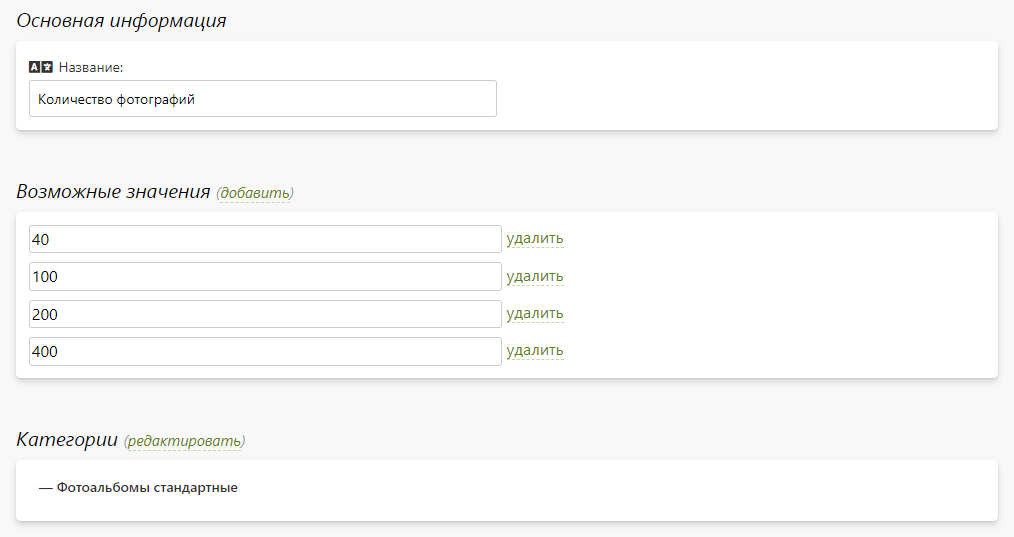 Основная информация
Название:
Количество фотографий
Возможные значения (добавить)
40 удалить
100 удалить
200 удалить
400 удалить
Категории (редактировать)
— Фотоальбомы стандартные